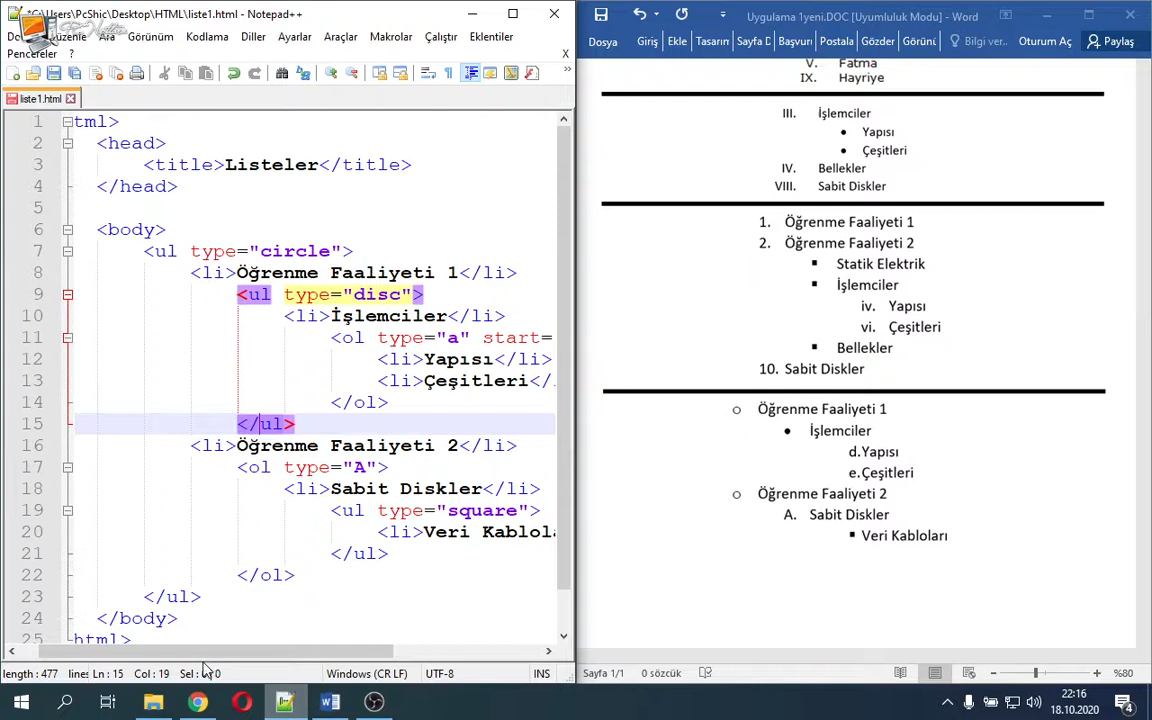 *C:\Users\PcShic\Desktop\HTML\liste1.html - Notepad++
Düzenle Ara Görünüm Kodlama Diller Ayarlar Araçlar Makrolar Çalıştır Eklentiler
Pencereler ? X
liste1.html
1 tml>
2 <head>
3 <title>Listeler</title>
4 </head>
5
6 <body>
7 <ul type="circle">
8 <li>Öğrenme Faaliyeti 1</li>
9 <ul type="disc">
10 <li>İşlemciler</li>
11 <ol type="a" start=
12 <li>Yapısı</li>
13 <li>Çeşitleri</
14 </ol>
15 </ul>
16 <li>Öğrenme Faaliyeti 2</li>
17 <ol type="A">
18 <li>Sabit Diskler</li>
19 <ul type="square">
20 <li>Veri Kablola
21 </ul>
22 </ol>
23 </ul>
24 </body>
25 html>
length : 477 lines Ln : 15 Col : 19 Sel : 0 Windows (CR LF) UTF-8 INS
Uygulama 1yeni.DOC [Uyumluluk Modu] - Word
Dosya Giriş Ekle Tasarın Sayfa D Başvuru Postala Gözder Görünü Bilgi ver... Oturum Aç Paylaş
V. Fatma
IX. Hayriye
III. İşlemciler
• Yapısı
• Çeşitleri
IV. Bellekler
VIII. Sabit Diskler
1. Öğrenme Faaliyeti 1
2. Öğrenme Faaliyeti 2
▪ Statik Elektrik
▪ İşlemciler
iv. Yapısı
vi. Çeşitleri
▪ Bellekler
10. Sabit Diskler
o Öğrenme Faaliyeti 1
• İşlemciler
d.Yapısı
e.Çeşitleri
o Öğrenme Faaliyeti 2
A. Sabit Diskler
▪ Veri Kabloları
Sayfa 1/1 0 sözcük %80
22:16
18.10.2020
4